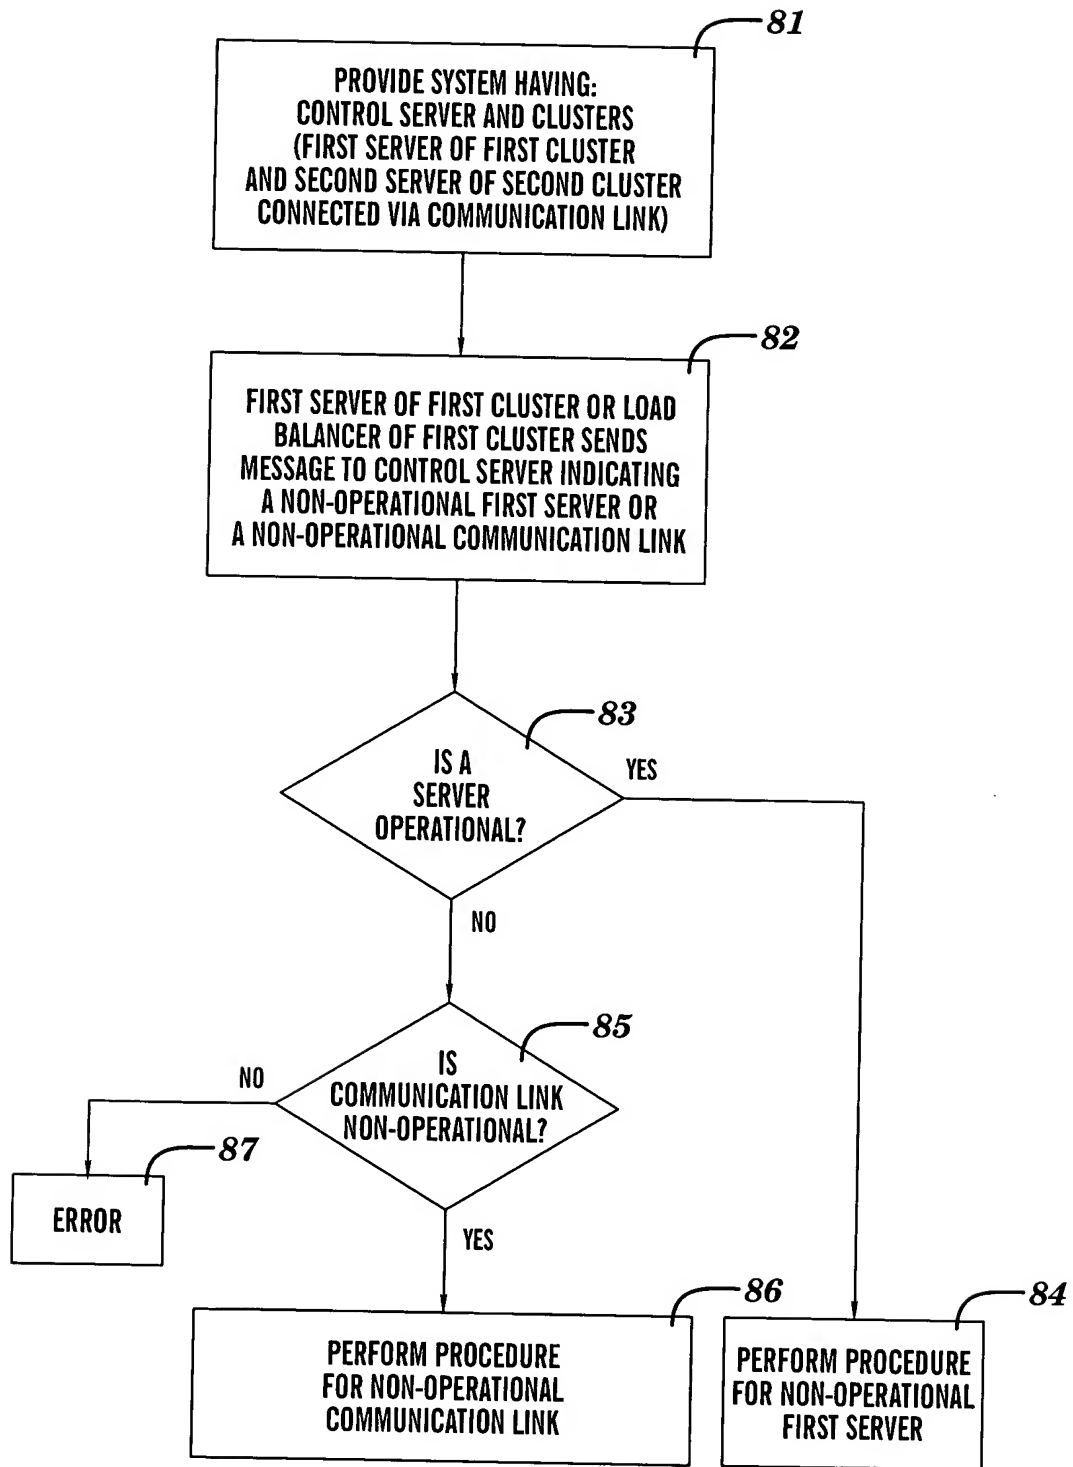 81
PROVIDE SYSTEM HAVING:
CONTROL SERVER AND CLUSTERS
(FIRST SERVER OF FIRST CLUSTER
AND SECOND SERVER OF SECOND CLUSTER
CONNECTED VIA COMMUNICATION LINK)
82
FIRST SERVER OF FIRST CLUSTER OR LOAD
BALANCER OF FIRST CLUSTER SENDS
MESSAGE TO CONTROL SERVER INDICATING
A NON-OPERATIONAL FIRST SERVER OR
A NON-OPERATIONAL COMMUNICATION LINK
83
IS A
SERVER
OPERATIONAL?
YES
NO
85
IS
COMMUNICATION LINK
NON-OPERATIONAL?
NO
87
ERROR
YES
86
PERFORM PROCEDURE
FOR NON-OPERATIONAL
COMMUNICATION LINK
84
PERFORM PROCEDURE
FOR NON-OPERATIONAL
FIRST SERVER